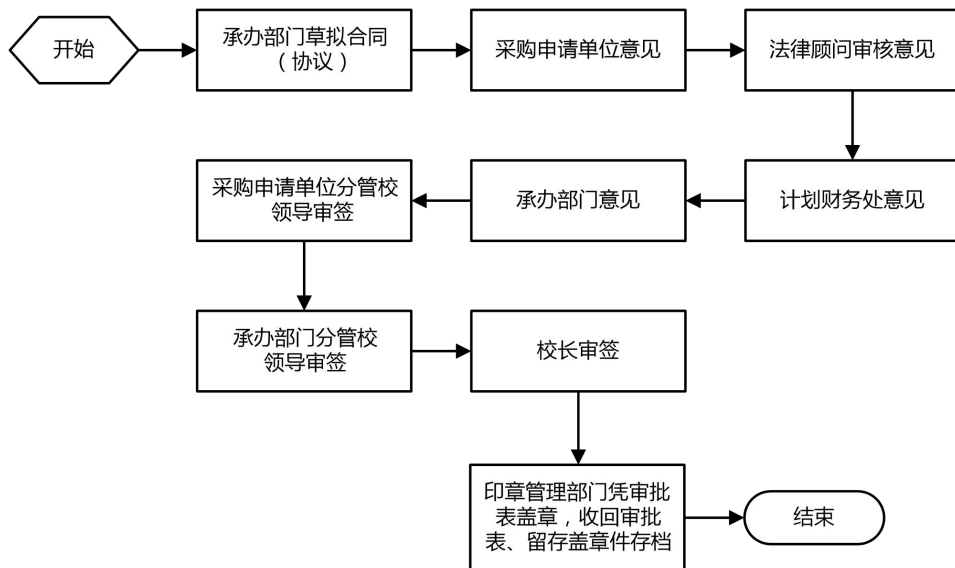 开始
承办部门草拟合同
（协议）
采购申请单位意见
法律顾问审核意见
采购申请单位分管校
领导审签
承办部门意见
计划财务处意见
承办部门分管校
领导审签
校长审签
印章管理部门凭审批
表盖章，收回审批
表、留存盖章件存档
结束